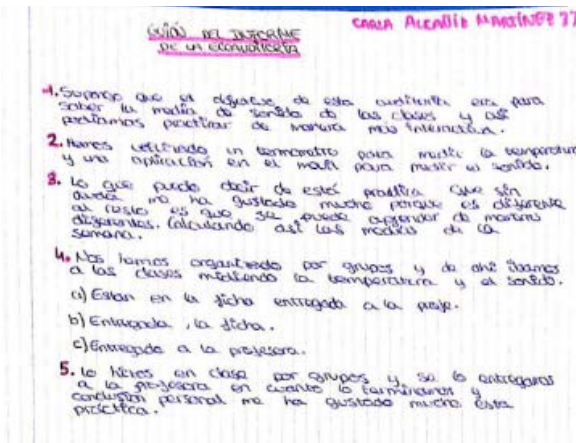 GUIÓN DEL INFORME
DE LA ECOAUDITORÍA
CARLA
1. Supongo que el objetivo de esta auditoría era para
saber la media de sonido de las clases y así
podíamos practicar de manera más interactiva.
2. Hemos utilizado un termómetro para medir la temperatura
y una aplicación en el móvil para medir el sonido.
3. Lo que puedo decir de esta práctica que sin
duda me ha gustado mucho porque es diferente
al resto es que se puede aprender de maneras
diferentes. Calculando así las medias de la
semana.
4. Nos hemos organizado por grupos y de ahí íbamos
a las clases midiendo la temperatura y el sonido.
a) Estan en la ficha entregada a la profe.
b) Entregada, la ficha.
c) Entregada a la profesora.
5. Lo hicimos en clase por grupos y se lo entregamos
a la profesora en cuanto lo terminamos y
conclusión personal me ha gustado mucho esta
práctica.